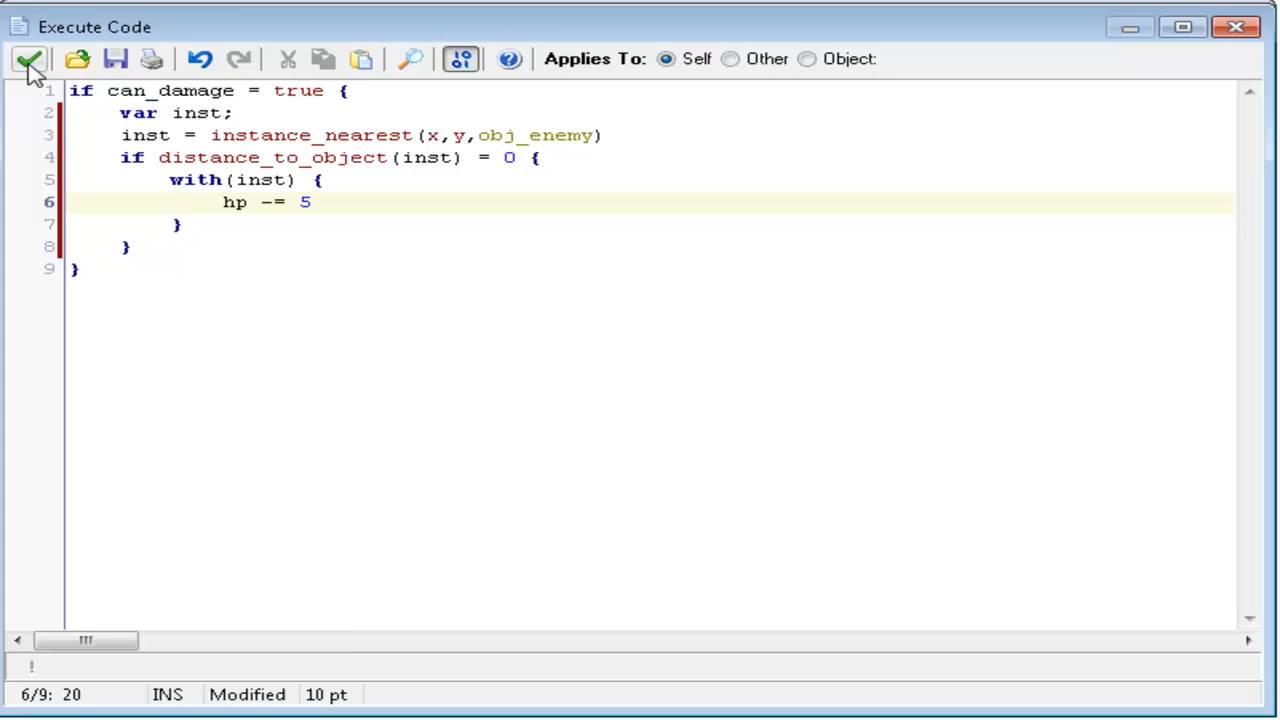 Execute Code
Applies To: Self Other Object:
1 if can_damage = true {
2 var inst;
3 inst = instance_nearest(x,y,obj_enemy)
4 if distance_to_object(inst) = 0 {
5 with(inst) {
6 hp -= 5
7 }
8 }
9 }
!
6/9: 20 INS Modified 10 pt